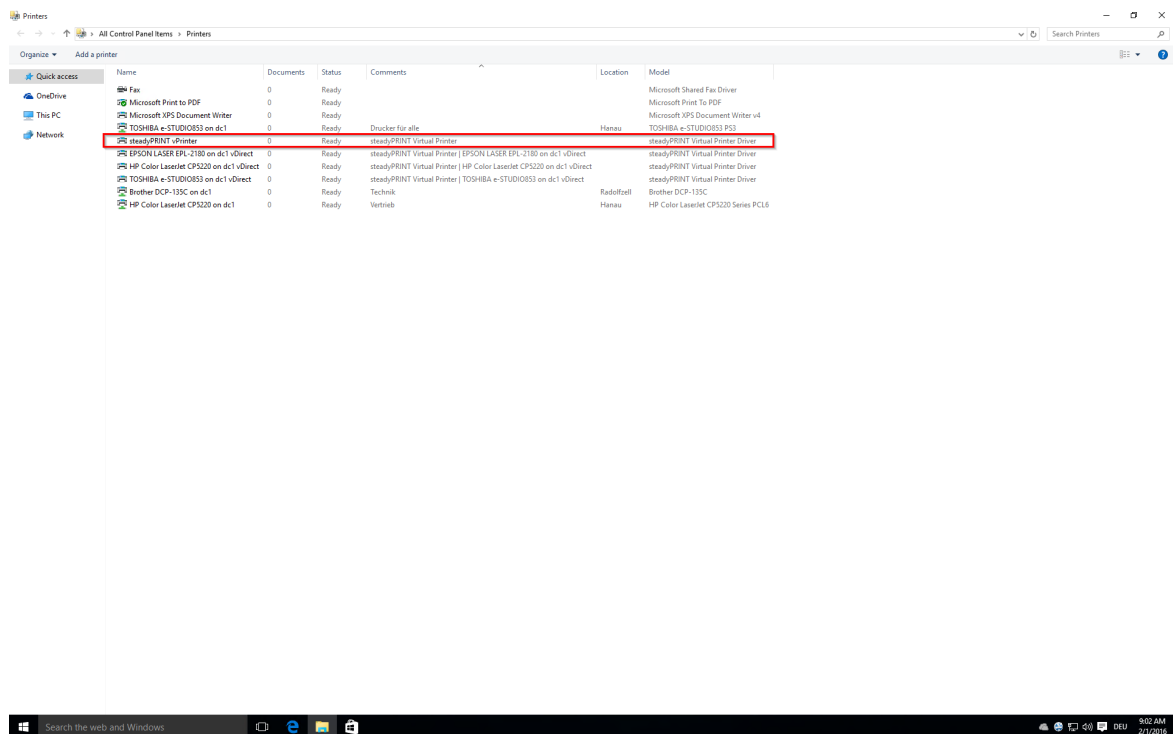 Printers
All Control Panel Items › Printers
Search Printers
Organize Add a printer
Quick access
OneDrive
This PC
Network
Name Documents Status Comments Location Model
Fax 0 Ready Microsoft Shared Fax Driver
Microsoft Print to PDF 0 Ready Microsoft Print To PDF
Microsoft XPS Document Writer 0 Ready Microsoft XPS Document Writer v4
TOSHIBA e-STUDIO853 on dc1 0 Ready Drucker für alle Hanau TOSHIBA e-STUDIO853 PS3
steadyPRINT vPrinter 0 Ready steadyPRINT Virtual Printer steadyPRINT Virtual Printer Driver
EPSON LASER EPL-2180 on dc1 vDirect 0 Ready steadyPRINT Virtual Printer | EPSON LASER EPL-2180 on dc1 vDirect steadyPRINT Virtual Printer Driver
HP Color LaserJet CP5220 on dc1 vDirect 0 Ready steadyPRINT Virtual Printer | HP Color LaserJet CP5220 on dc1 vDirect steadyPRINT Virtual Printer Driver
TOSHIBA e-STUDIO853 on dc1 vDirect 0 Ready steadyPRINT Virtual Printer | TOSHIBA e-STUDIO853 on dc1 vDirect steadyPRINT Virtual Printer Driver
Brother DCP-135C on dc1 0 Ready Technik Radolfzell Brother DCP-135C
HP Color LaserJet CP5220 on dc1 0 Ready Vertrieb Hanau HP Color LaserJet CP5220 Series PCL6
Search the web and Windows
DEU
9:02 AM
2/1/2016